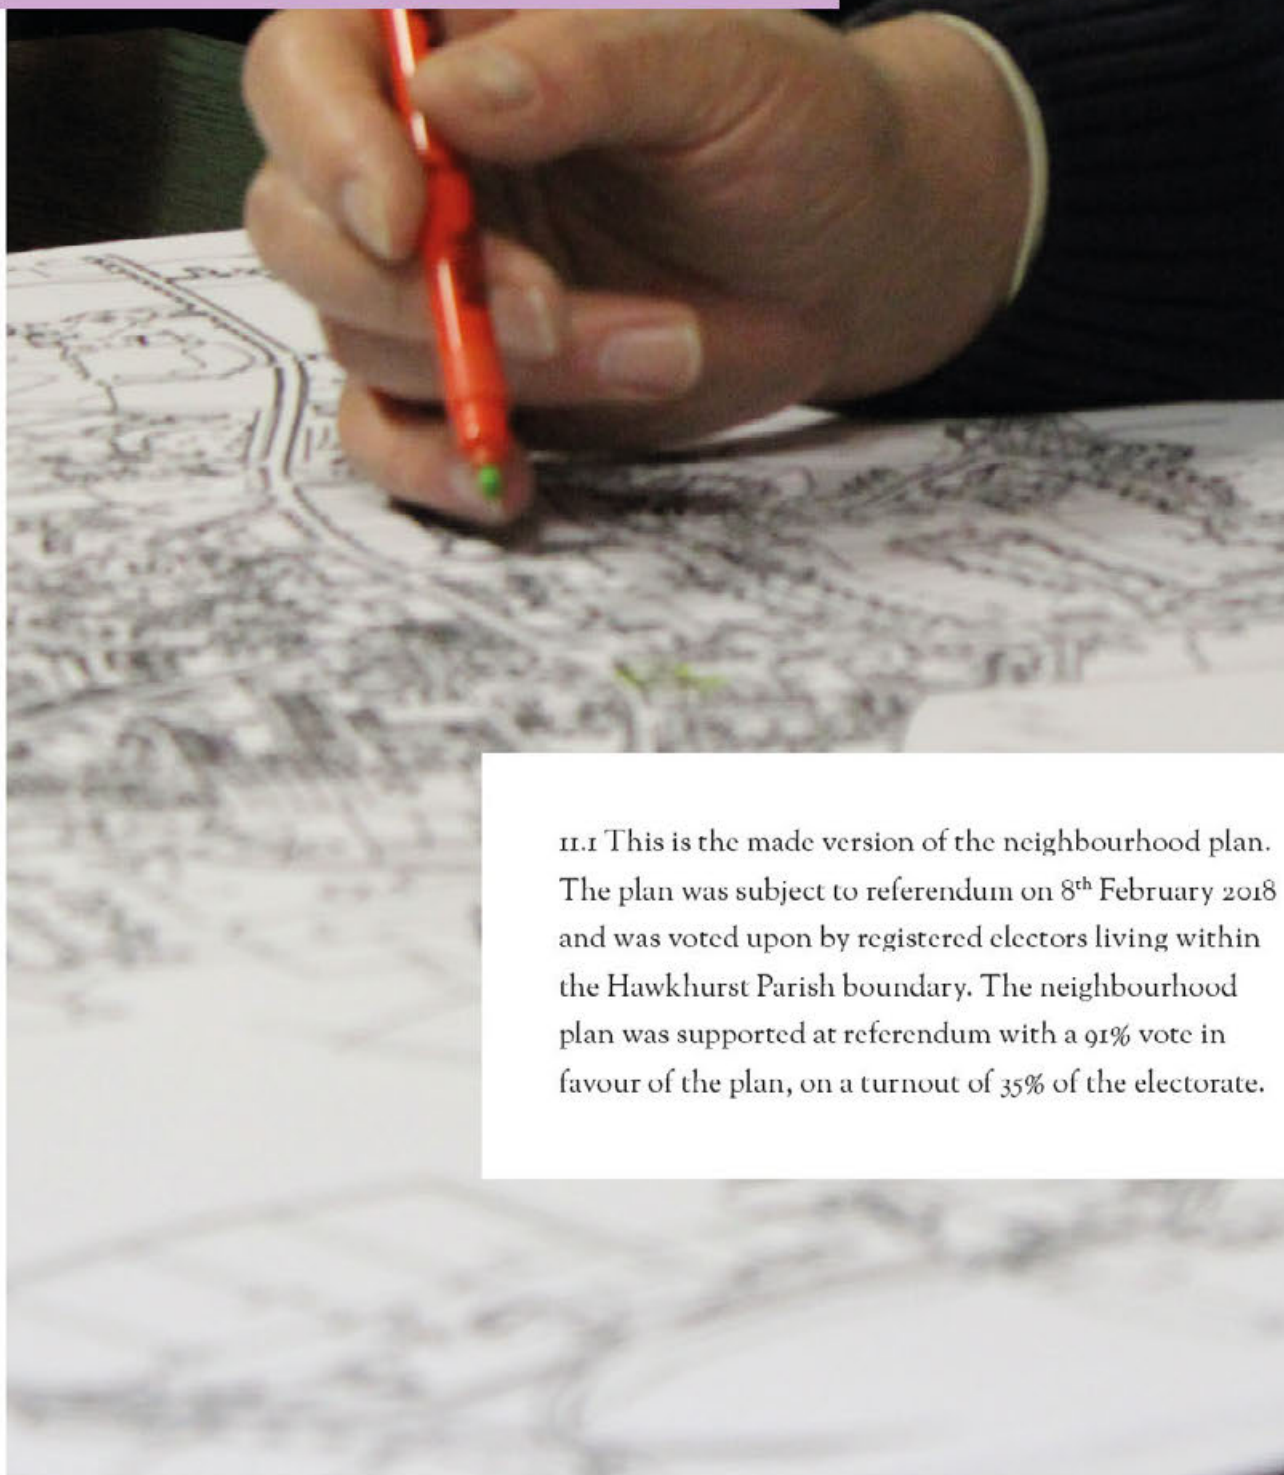 11.1 This is the made version of the neighbourhood plan.
The plan was subject to referendum on 8th February 2018
and was voted upon by registered electors living within
the Hawkhurst Parish boundary. The neighbourhood
plan was supported at referendum with a 91% vote in
favour of the plan, on a turnout of 35% of the electorate.